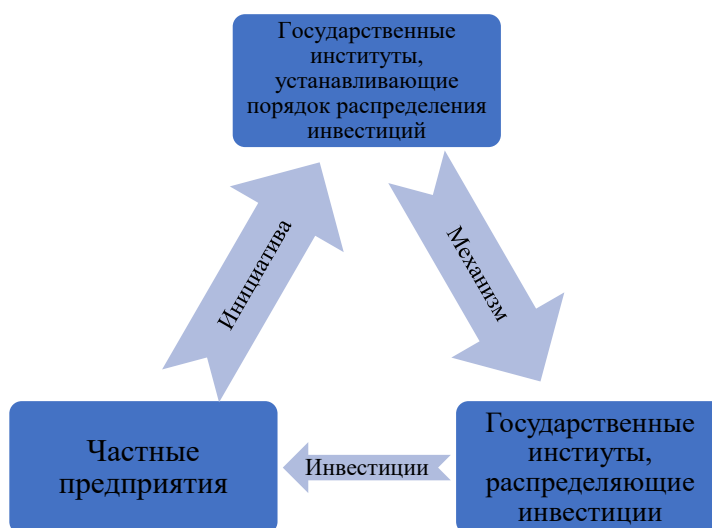 Государственные
институты,
устанавливающие
порядок распределения
инвестиций
Инициатива
Механизм
Частные
предприятия
Инвестиции
Государственные
инстиуты,
распределяющие
инвестиции